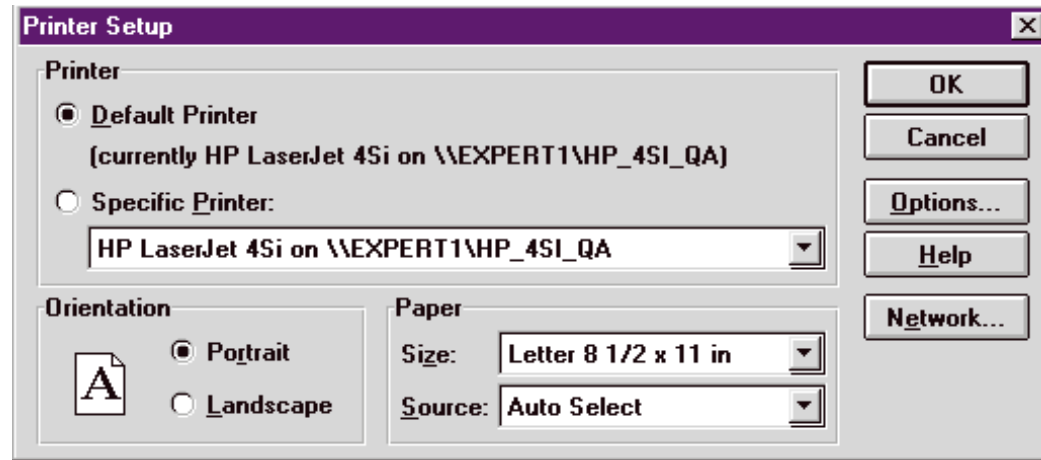 Printer Setup
Printer
Default Printer
(currently HP LaserJet 4Si on \\EXPERT1\HP_4SI_QA)
Specific Printer:
HP LaserJet 4Si on \\EXPERT1\HP_4SI_QA
OK
Cancel
Options...
Help
Network...
Orientation
A
Portrait
Landscape
Paper
Size: Letter 8 1/2 x 11 in
Source: Auto Select